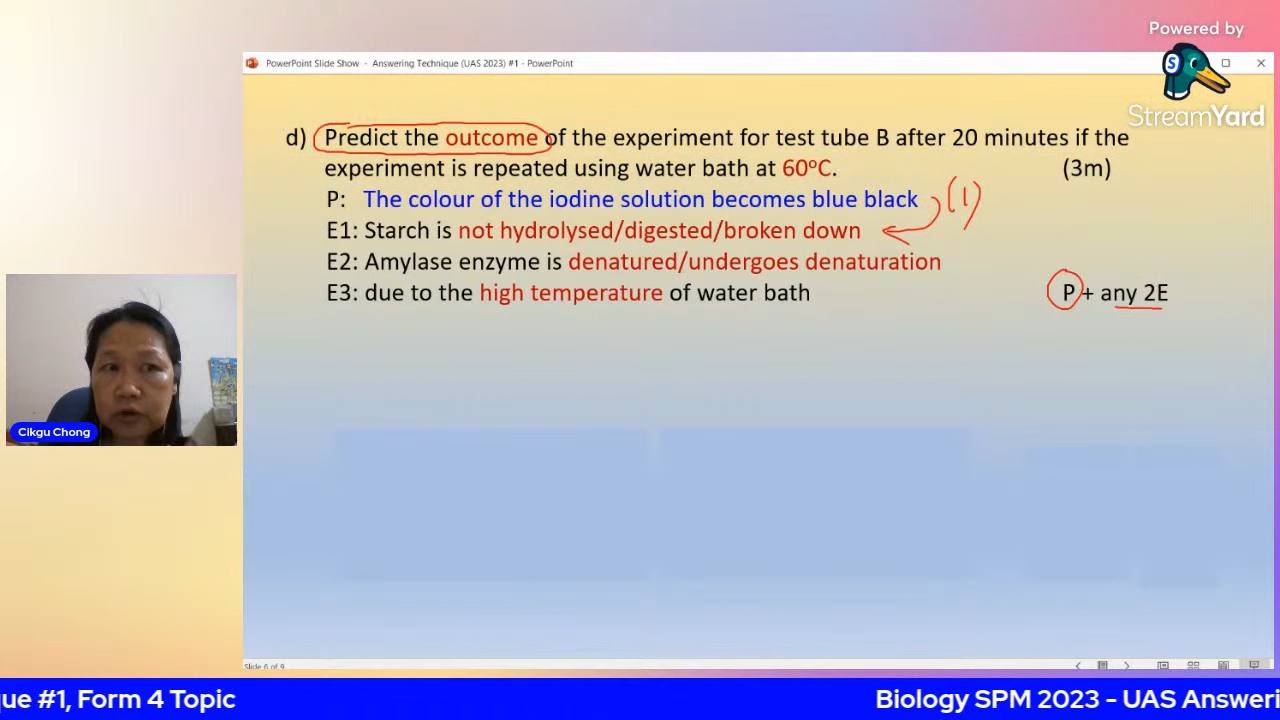 Powered by
StreamYard
PowerPoint Slide Show - Answering Technique (UAS 2023) #1 - PowerPoint
d) Predict the outcome of the experiment for test tube B after 20 minutes if the
experiment is repeated using water bath at 60°C. (3m)
P: The colour of the iodine solution becomes blue black
(1)
E1: Starch is not hydrolysed/digested/broken down
E2: Amylase enzyme is denatured/undergoes denaturation
E3: due to the high temperature of water bath P + any 2E
Cikgu Chong
Slide 6 of 9
ue #1, Form 4 Topic Biology SPM 2023 - UAS Answeri